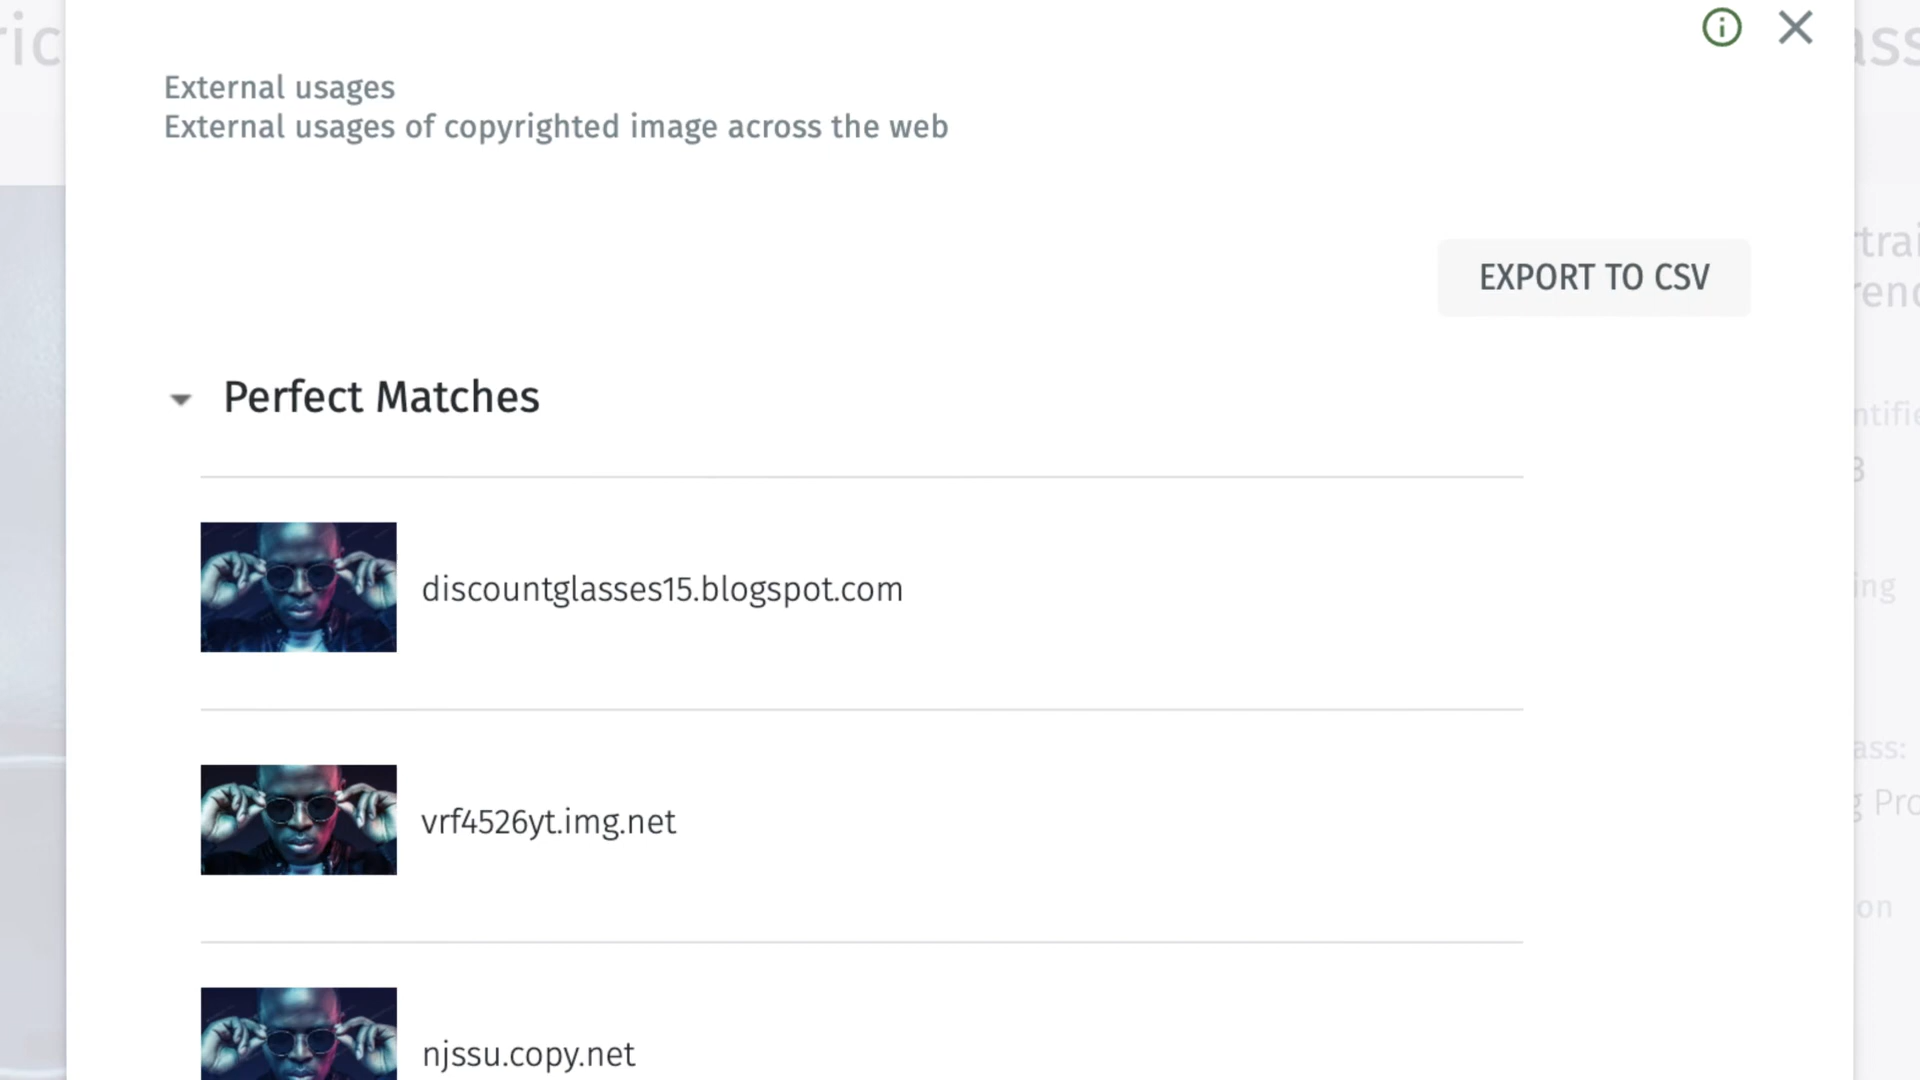 External usages
External usages of copyrighted image across the web
EXPORT TO CSV
Perfect Matches
discountglasses15.blogspot.com
vrf4526yt.img.net
njssu.copy.net